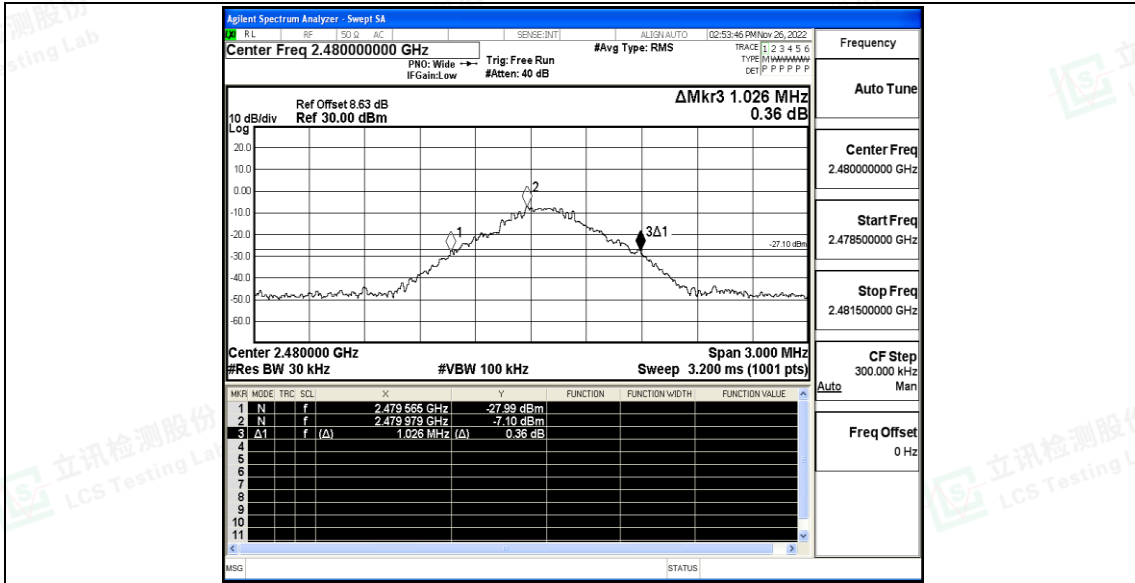 Agilent Spectrum Analyzer - Swept SA
RL RF 50 Ω AC SENSE:INT ALIGN AUTO 02:53:46 PM Nov 26, 2022
Center Freq 2.480000000 GHz
PNO: Wide
IFGain:Low
Trig: Free Run
#Atten: 40 dB
#Avg Type: RMS
TRACE 1 2 3 4 5 6
TYPE M
DET P P P P P P
Ref Offset 8.63 dB
Ref 30.00 dBm
10 dB/div
Log
ΔMkr3 1.026 MHz
0.36 dB
20.0
10.0
0.00
-10.0
-20.0
-30.0
-40.0
-50.0
-60.0
1
2
3Δ1
-27.10 dBm
Center 2.480000 GHz
Span 3.000 MHz
#Res BW 30 kHz
#VBW 100 kHz
Sweep 3.200 ms (1001 pts)
MKR MODE TRC SCL X Y FUNCTION FUNCTION WIDTH FUNCTION VALUE
1 N f 2.479 565 GHz -27.99 dBm
2 N f 2.479 979 GHz -7.10 dBm
3 Δ1 f (Δ) 1.026 MHz (Δ) 0.36 dB
4
5
6
7
8
9
10
11
MSG
STATUS
Frequency
Auto Tune
Center Freq
2.480000000 GHz
Start Freq
2.478500000 GHz
Stop Freq
2.481500000 GHz
CF Step
300.000 kHz
Auto Man
Freq Offset
0 Hz
立讯检测股份
LCS Testing Lab